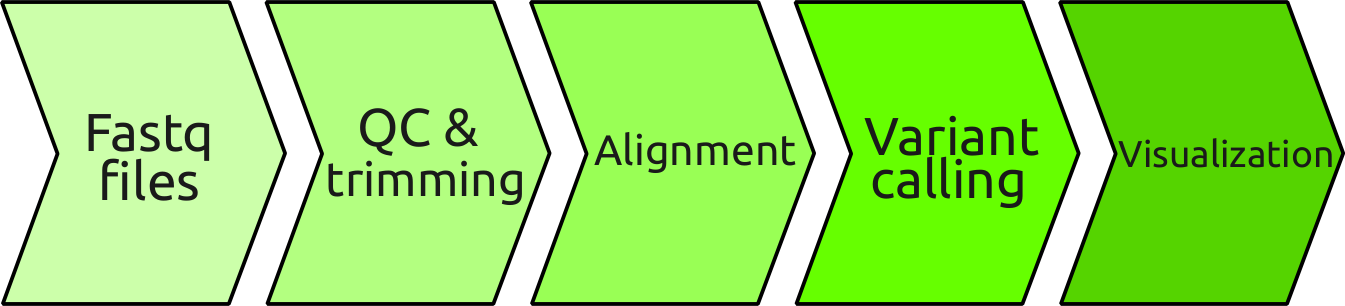 Fastq
files
QC &
trimming
Alignment
Variant
calling
Visualization